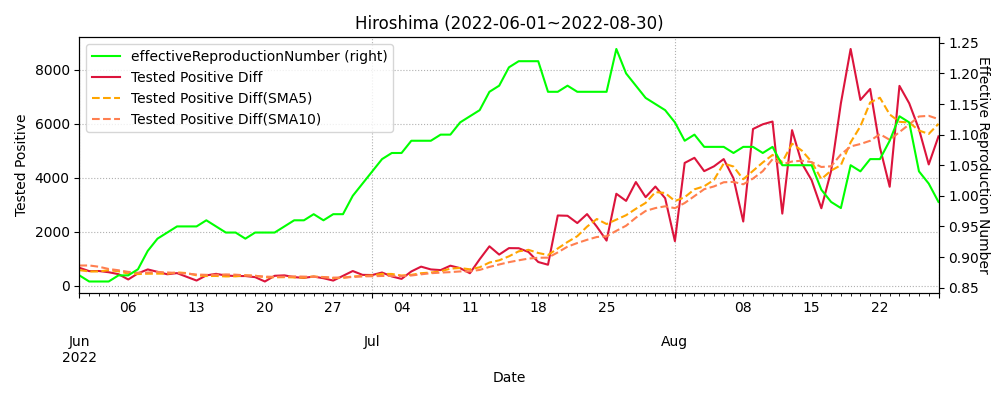 Hiroshima (2022-06-01~2022-08-30)
effectiveReproductionNumber (right)
Tested Positive Diff
Tested Positive Diff(SMA5)
Tested Positive Diff(SMA10)
Tested Positive
8000
6000
4000
2000
0
Effective Reproduction Number
1.25
1.20
1.15
1.10
1.05
1.00
0.95
0.90
0.85
06 13 20 27 04 11 18 25 08 15 22
Jun Jul Aug
2022
Date